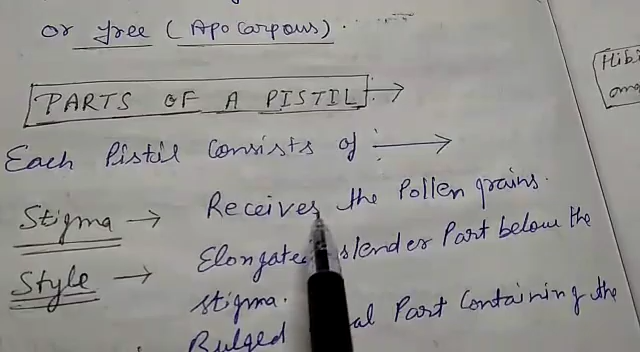 or free (Apocarpous).
PARTS OF A PISTIL:→
Each Pistil consists of :→
Stigma → Receives the Pollen grains.
Style → Elongated slender Part below the
stigma.
Bulged Part Containing the